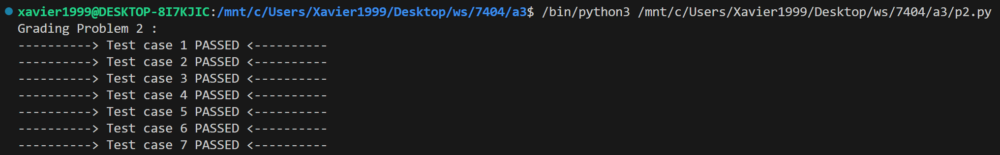 xavier1999@DESKTOP-8I7KJIC:/mnt/c/Users/Xavier1999/Desktop/ws/7404/a3$ /bin/python3 /mnt/c/Users/Xavier1999/Desktop/ws/7404/a3/p2.py
Grading Problem 2 :
----------> Test case 1 PASSED <----------
----------> Test case 2 PASSED <----------
----------> Test case 3 PASSED <----------
----------> Test case 4 PASSED <----------
----------> Test case 5 PASSED <----------
----------> Test case 6 PASSED <----------
----------> Test case 7 PASSED <----------